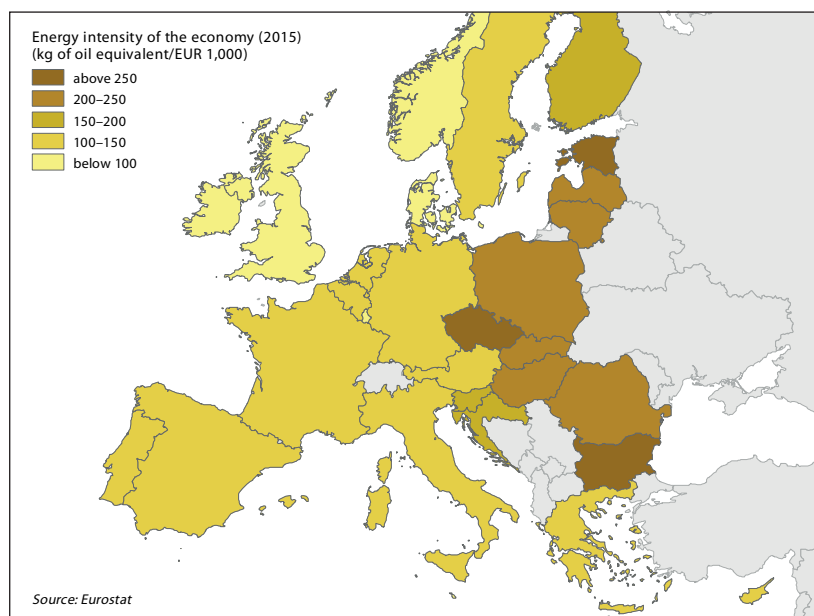 Energy intensity of the economy (2015)
(kg of oil equivalent/EUR 1,000)
above 250
200–250
150–200
100–150
below 100
Source: Eurostat